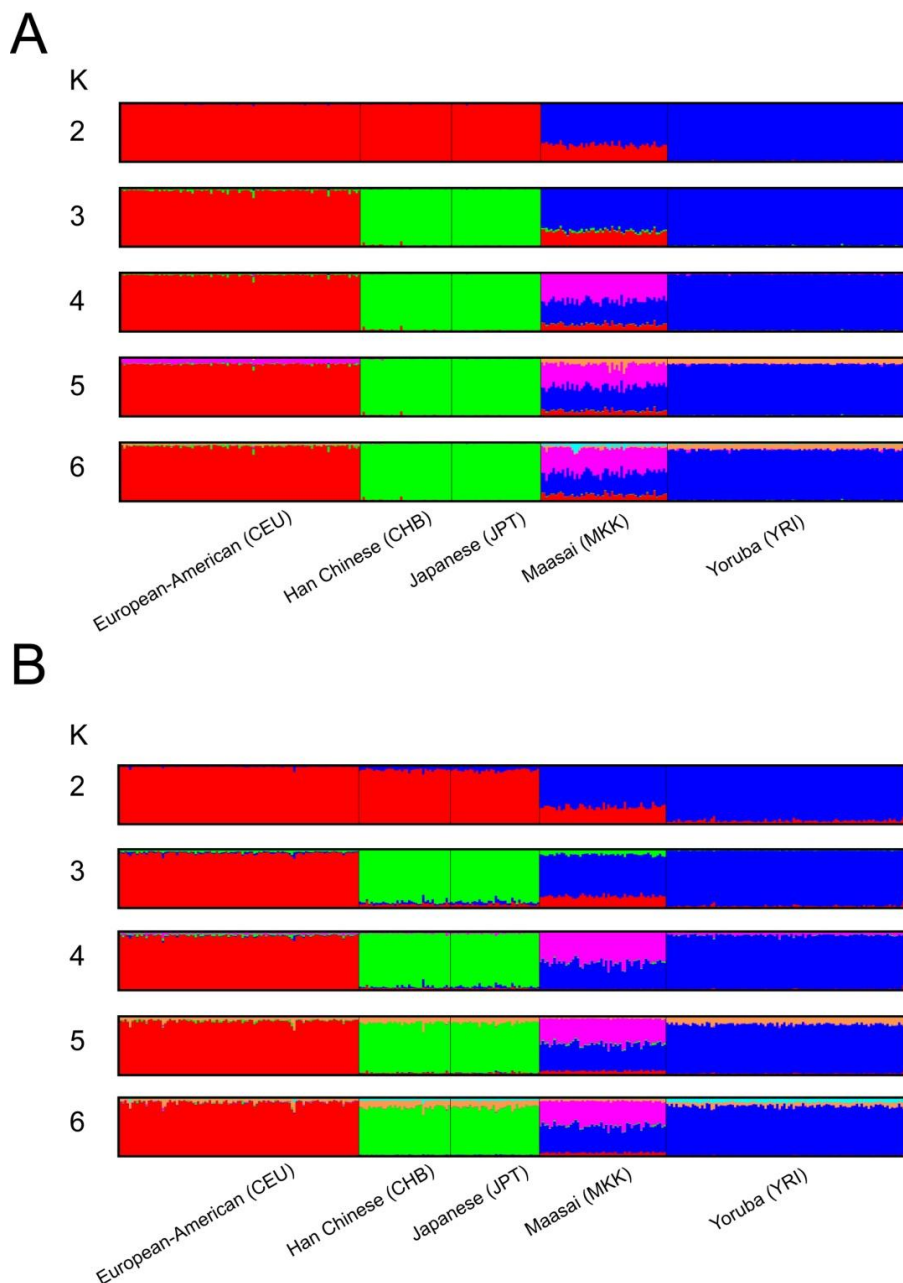 A
K
2
3
4
5
6
European-American (CEU)
Han Chinese (CHB)
Japanese (JPT)
Maasai (MKK)
Yoruba (YRI)
B
K
2
3
4
5
6
European-American (CEU)
Han Chinese (CHB)
Japanese (JPT)
Maasai (MKK)
Yoruba (YRI)